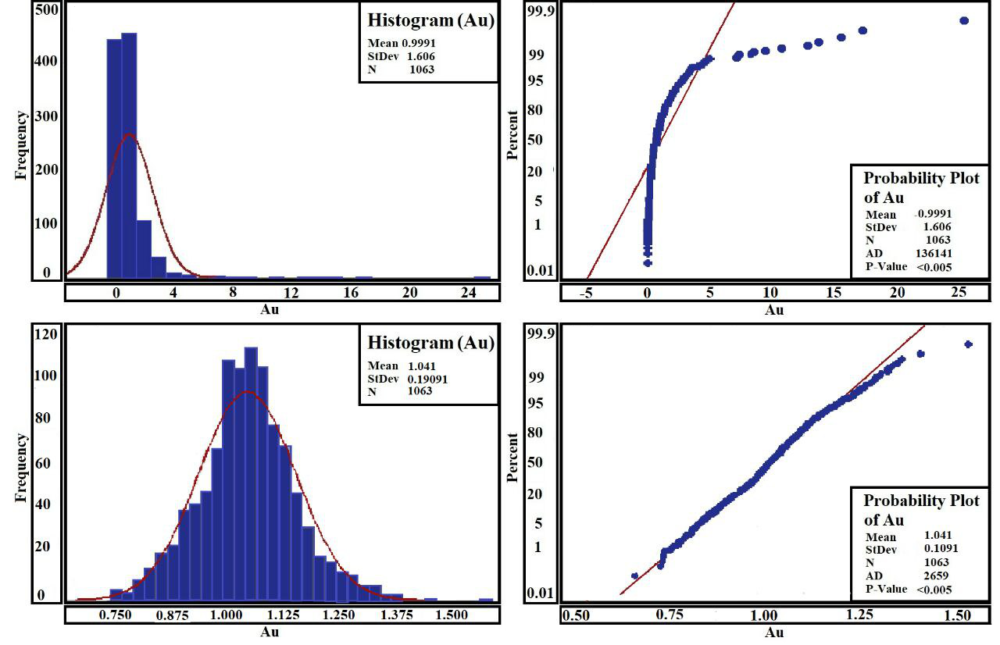 500
400
300
200
100
0
Frequency
Histogram (Au)
Mean 0.9991
StDev 1.606
N 1063
0 4 8 12 16 20 24
Au
99.9
99
95
80
50
20
5
1
0.01
Percent
Probability Plot
of Au
Mean -0.9991
StDev 1.606
N 1063
AD 136141
P-Value <0.005
-5 0 5 10 15 20 25
Au
120
100
80
60
40
20
0
Frequency
Histogram (Au)
Mean 1.041
StDev 0.19091
N 1063
0.750 0.875 1.000 1.125 1.250 1.375 1.500
Au
99.9
99
95
80
50
20
5
1
0.01
Percent
Probability Plot
of Au
Mean 1.041
StDev 0.1091
N 1063
AD 2659
P-Value <0.005
0.50 0.75 1.00 1.25 1.50
Au